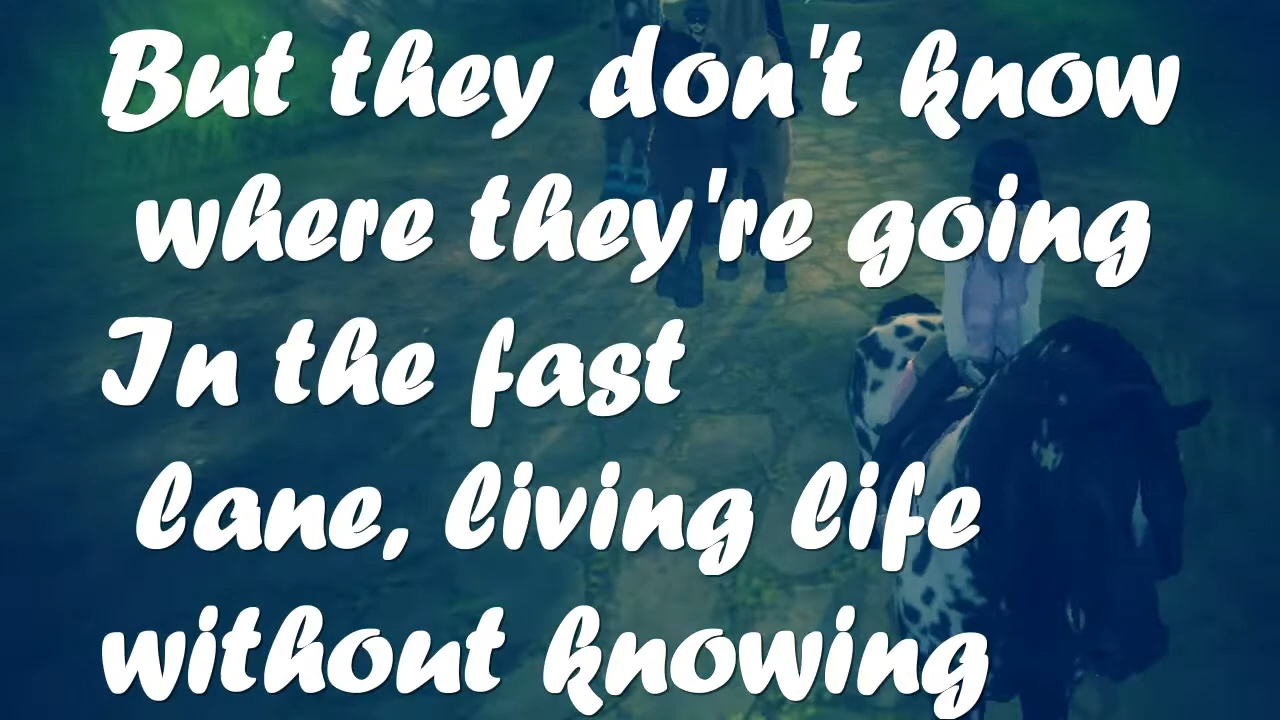 But they don't know
where they're going
In the fast
lane, living life
without knowing